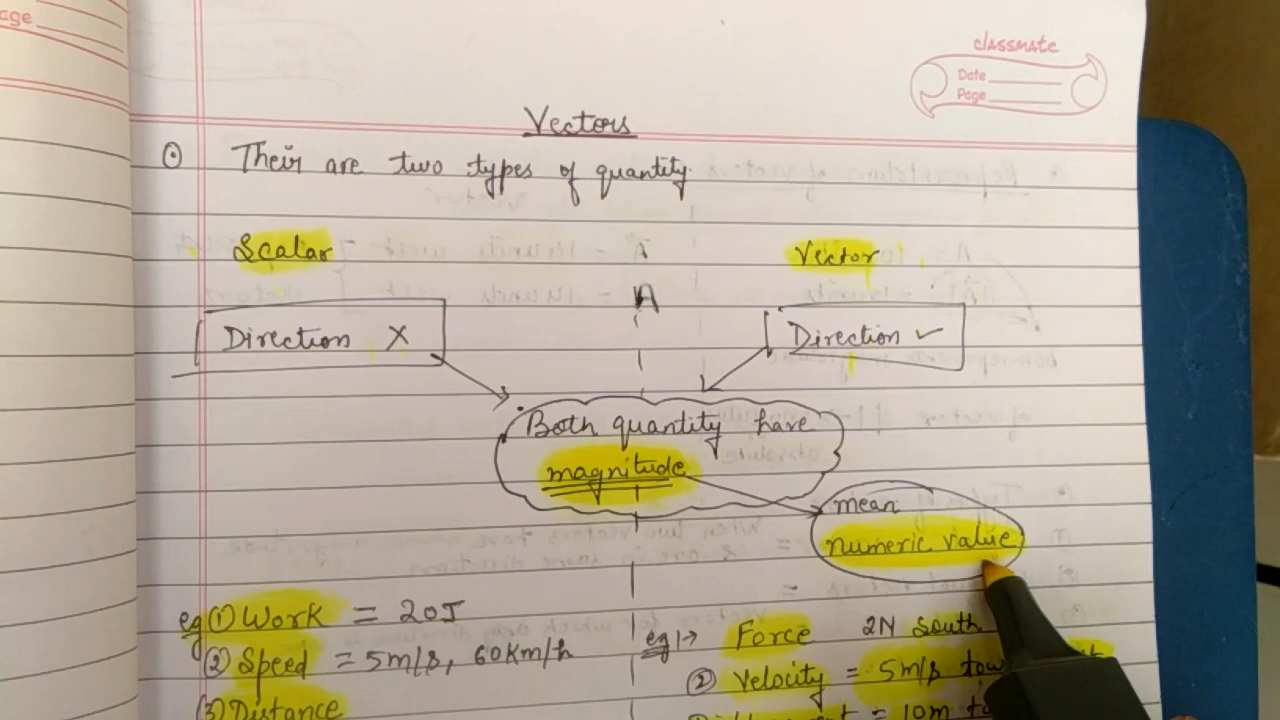 age
classmate
Date
Page
Vectors
Their are two types of quantity
Scalar
Vector
A
Direction X
Direction ✓
Both quantity have
magnitude
mean
numeric value
eg ① Work = 20J
② Speed = 5m/s, 60Km/h
③ Distance
eg 1→ Force 2N South
② Velocity = 5m/s
= 10m